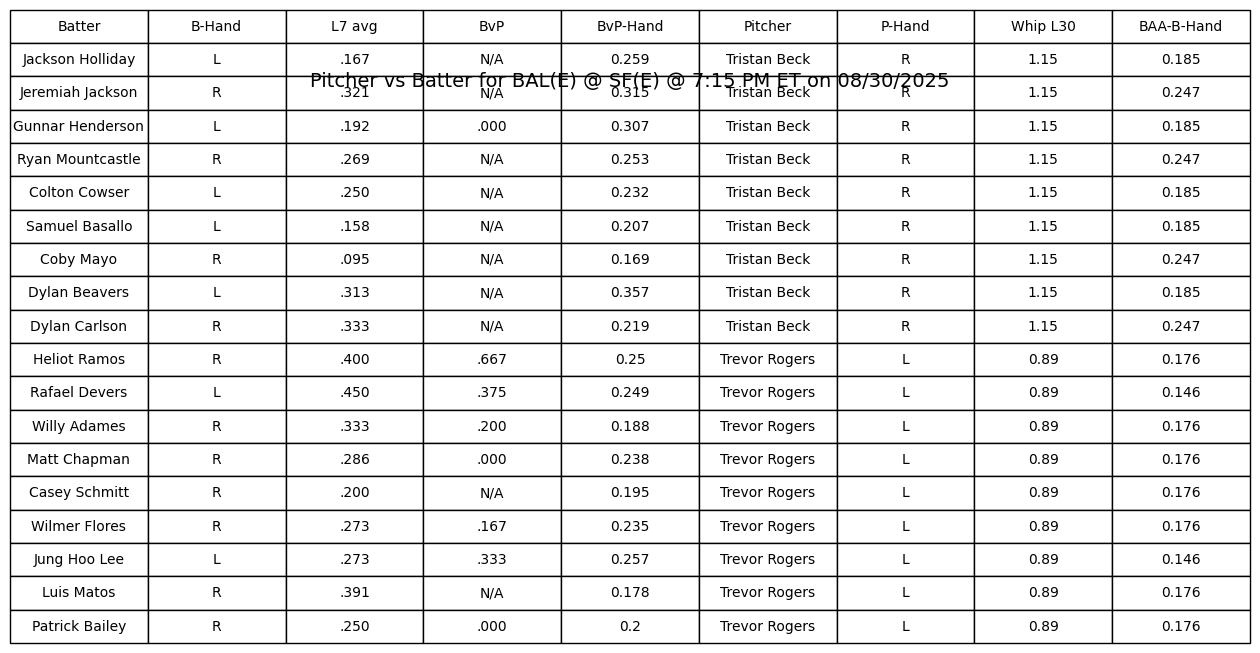 Batter B-Hand L7 avg BvP BvP-Hand Pitcher P-Hand Whip L30 BAA-B-Hand
Jackson Holliday L .167 N/A 0.259 Tristan Beck R 1.15 0.185
Pitcher vs Batter for BAL(E) @ SF(E) @ 7:15 PM ET on 08/30/2025
Jeremiah Jackson R .321 N/A 0.315 Tristan Beck R 1.15 0.247
Gunnar Henderson L .192 .000 0.307 Tristan Beck R 1.15 0.185
Ryan Mountcastle R .269 N/A 0.253 Tristan Beck R 1.15 0.247
Colton Cowser L .250 N/A 0.232 Tristan Beck R 1.15 0.185
Samuel Basallo L .158 N/A 0.207 Tristan Beck R 1.15 0.185
Coby Mayo R .095 N/A 0.169 Tristan Beck R 1.15 0.247
Dylan Beavers L .313 N/A 0.357 Tristan Beck R 1.15 0.185
Dylan Carlson R .333 N/A 0.219 Tristan Beck R 1.15 0.247
Heliot Ramos R .400 .667 0.25 Trevor Rogers L 0.89 0.176
Rafael Devers L .450 .375 0.249 Trevor Rogers L 0.89 0.146
Willy Adames R .333 .200 0.188 Trevor Rogers L 0.89 0.176
Matt Chapman R .286 .000 0.238 Trevor Rogers L 0.89 0.176
Casey Schmitt R .200 N/A 0.195 Trevor Rogers L 0.89 0.176
Wilmer Flores R .273 .167 0.235 Trevor Rogers L 0.89 0.176
Jung Hoo Lee L .273 .333 0.257 Trevor Rogers L 0.89 0.146
Luis Matos R .391 N/A 0.178 Trevor Rogers L 0.89 0.176
Patrick Bailey R .250 .000 0.2 Trevor Rogers L 0.89 0.176